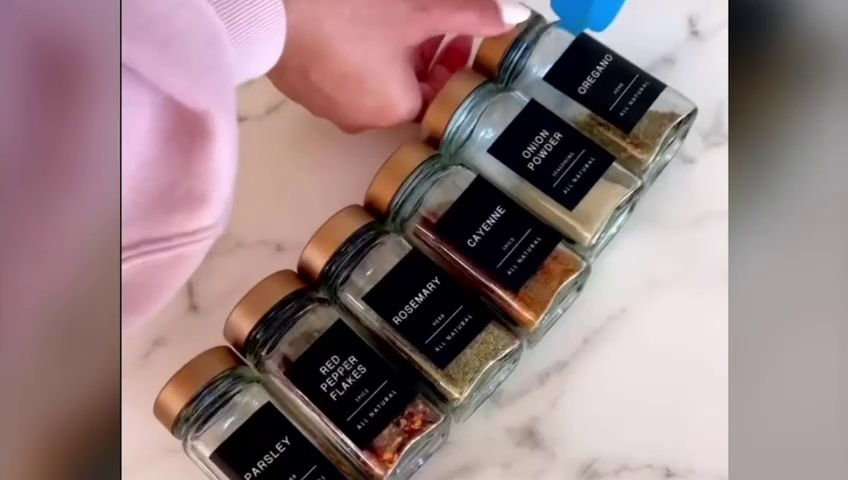 OREGANO
HERB
ALL NATURAL
ONION
POWDER
SEASONING
ALL NATURAL
CAYENNE
SPICE
ALL NATURAL
ROSEMARY
HERB
ALL NATURAL
RED
PEPPER
FLAKES
SPICE
ALL NATURAL
PARSLEY